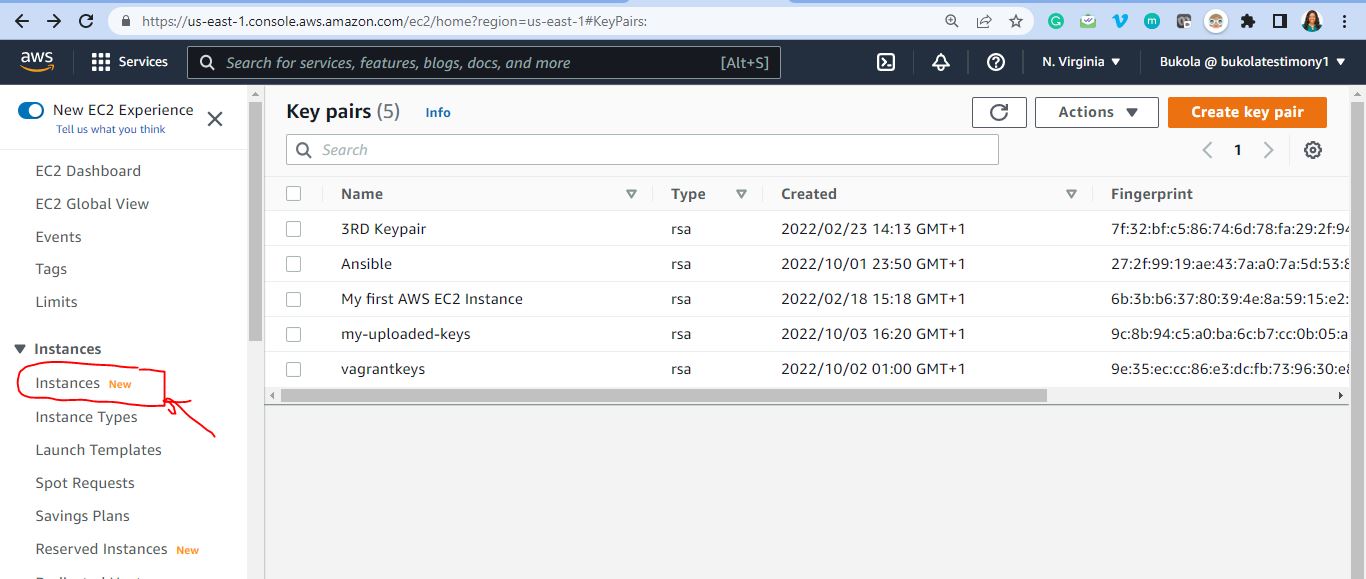 https://us-east-1.console.aws.amazon.com/ec2/home?region=us-east-1#KeyPairs:
aws Services Search for services, features, blogs, docs, and more [Alt+S] N. Virginia Bukola @ bukolatestimony1
New EC2 Experience
Tell us what you think
EC2 Dashboard
EC2 Global View
Events
Tags
Limits
Instances
Instances New
Instance Types
Launch Templates
Spot Requests
Savings Plans
Reserved Instances New
Key pairs (5) Info Actions Create key pair
Search 1
Name Type Created Fingerprint
3RD Keypair rsa 2022/02/23 14:13 GMT+1 7f:32:bf:c5:86:74:6d:78:fa:29:2f:94
Ansible rsa 2022/10/01 23:50 GMT+1 27:2f:99:19:ae:43:7a:a0:7a:5d:53:8
My first AWS EC2 Instance rsa 2022/02/18 15:18 GMT+1 6b:3b:b6:37:80:39:4e:8a:59:15:e2:
my-uploaded-keys rsa 2022/10/03 16:20 GMT+1 9c:8b:94:c5:a0:ba:6c:b7:cc:0b:05:a
vagrantkeys rsa 2022/10/02 01:00 GMT+1 9e:35:ec:cc:86:e3:dc:fb:73:96:30:e8